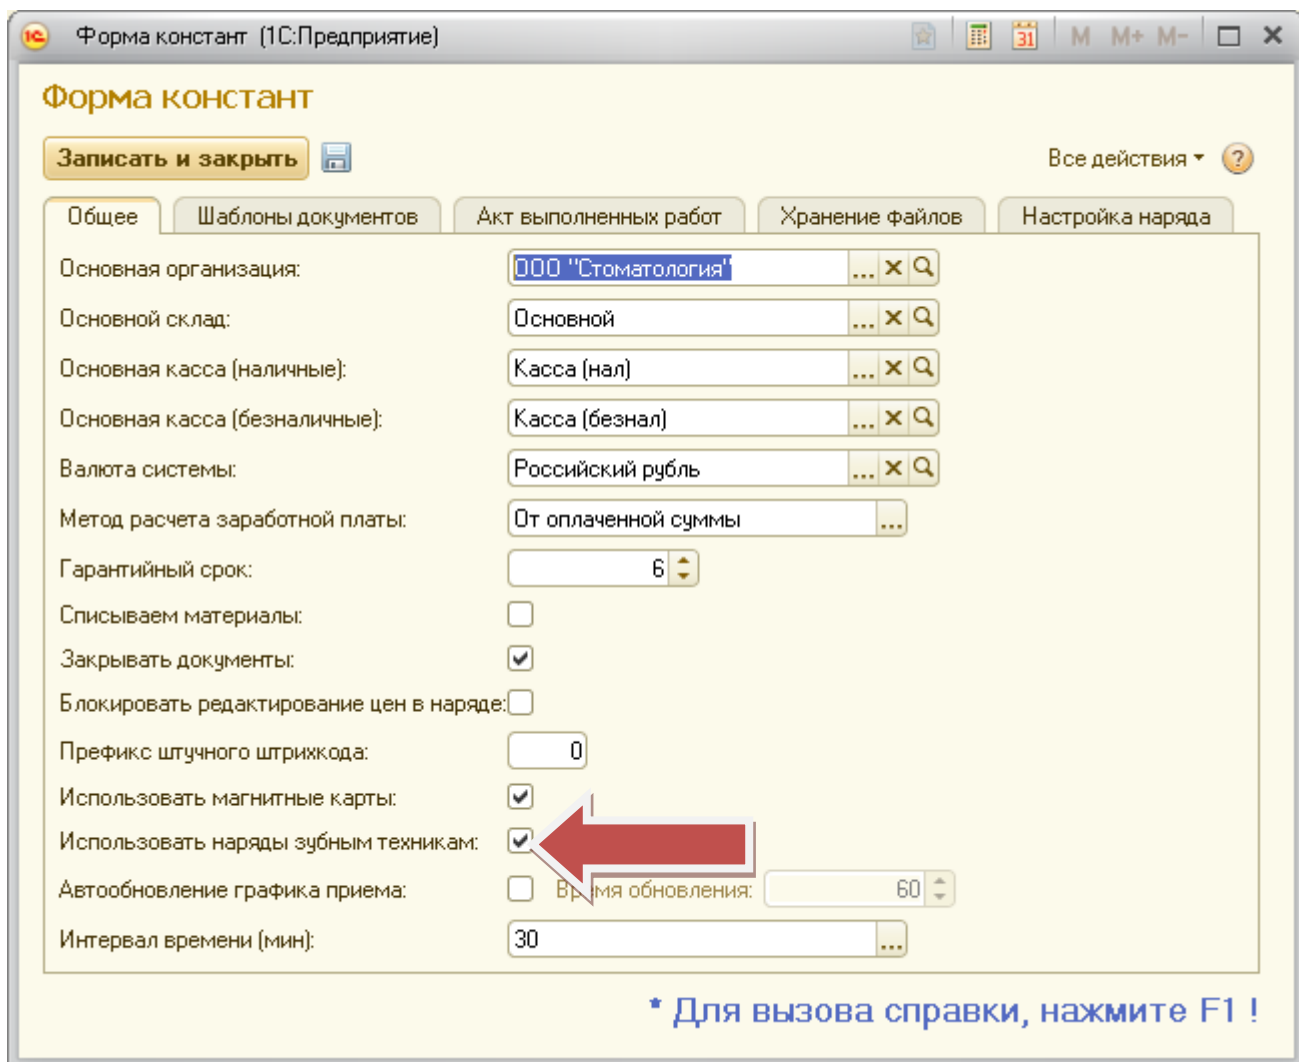 1С Форма констант (1С:Предприятие) 31 M M+ M-
Форма констант
Записать и закрыть Все действия ?
Общее Шаблоны документов Акт выполненных работ Хранение файлов Настройка наряда
Основная организация: ООО "Стоматология" ...
Основной склад: Основной ...
Основная касса (наличные): Касса (нал) ...
Основная касса (безналичные): Касса (безнал) ...
Валюта системы: Российский рубль ...
Метод расчета заработной платы: От оплаченной суммы ...
Гарантийный срок: 6
Списываем материалы:
Закрывать документы:
Блокировать редактирование цен в наряде:
Префикс штучного штрихкода: 0
Использовать магнитные карты:
Использовать наряды зубным техникам:
Автообновление графика приема: Время обновления: 60
Интервал времени (мин): 30 ...
* Для вызова справки, нажмите F1 !